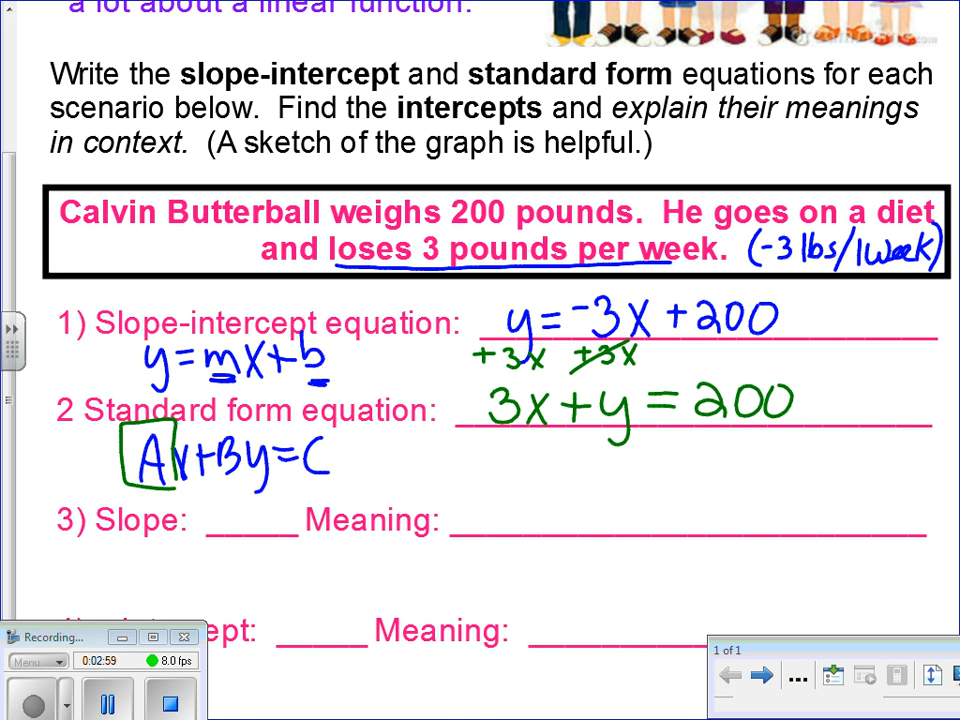 a lot about a linear function.
Write the slope-intercept and standard form equations for each
scenario below. Find the intercepts and explain their meanings
in context. (A sketch of the graph is helpful.)
Calvin Butterball weighs 200 pounds. He goes on a diet
and loses 3 pounds per week. (-3 lbs/1 week)
1) Slope-intercept equation: y = -3x + 200
y = mx + b +3x +3x
2 Standard form equation: 3x + y = 200
Ax + By = C
3) Slope: _____ Meaning: __________________________
ept: _____ Meaning: __________
Recording...
Menu 0:02:59 8.0 fps
1 of 1